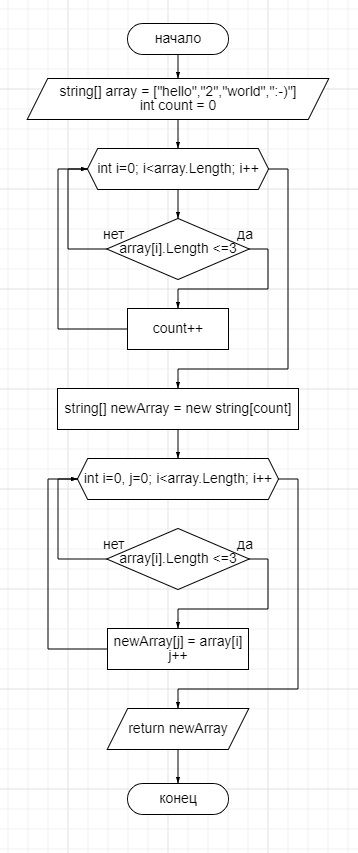 начало
string[] array = ["hello","2","world",":-)"]
int count = 0
int i=0; i<array.Length; i++
нет
да
array[i].Length <=3
count++
string[] newArray = new string[count]
int i=0, j=0; i<array.Length; i++
нет
да
array[i].Length <=3
newArray[j] = array[i]
j++
return newArray
конец